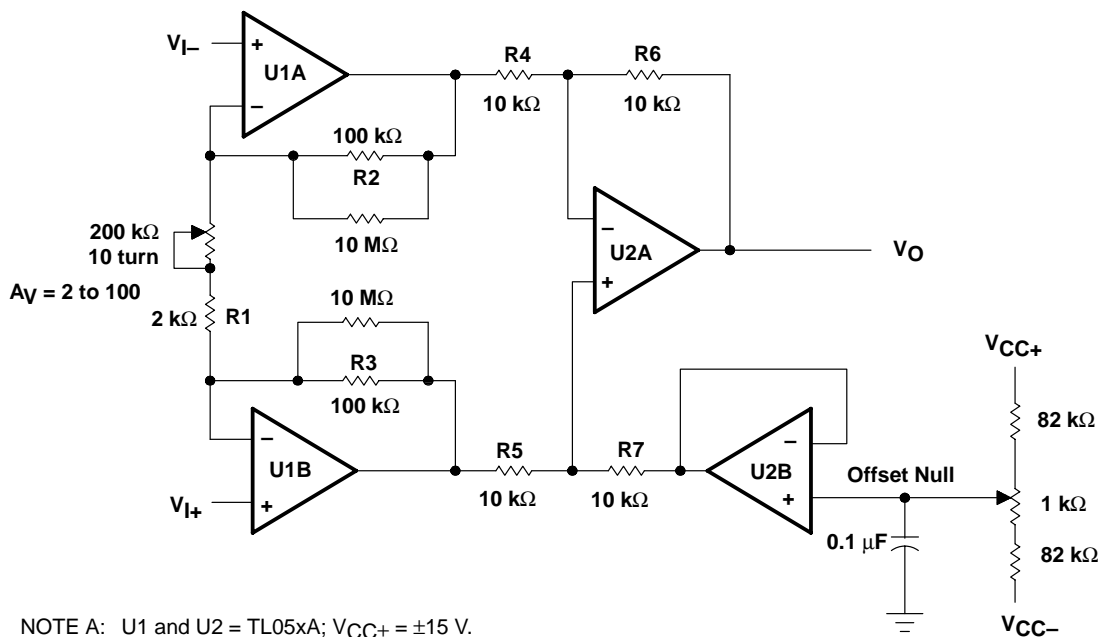 VI–
+
U1A
–
R4
10 kΩ
R6
10 kΩ
100 kΩ
R2
10 MΩ
200 kΩ
10 turn
AV = 2 to 100
2 kΩ
R1
–
U2A
+
VO
10 MΩ
R3
100 kΩ
–
U1B
+
VI+
R5
10 kΩ
R7
10 kΩ
–
U2B
+
Offset Null
0.1 μF
VCC+
82 kΩ
1 kΩ
82 kΩ
VCC–
NOTE A: U1 and U2 = TL05xA; VCC+ = ±15 V.